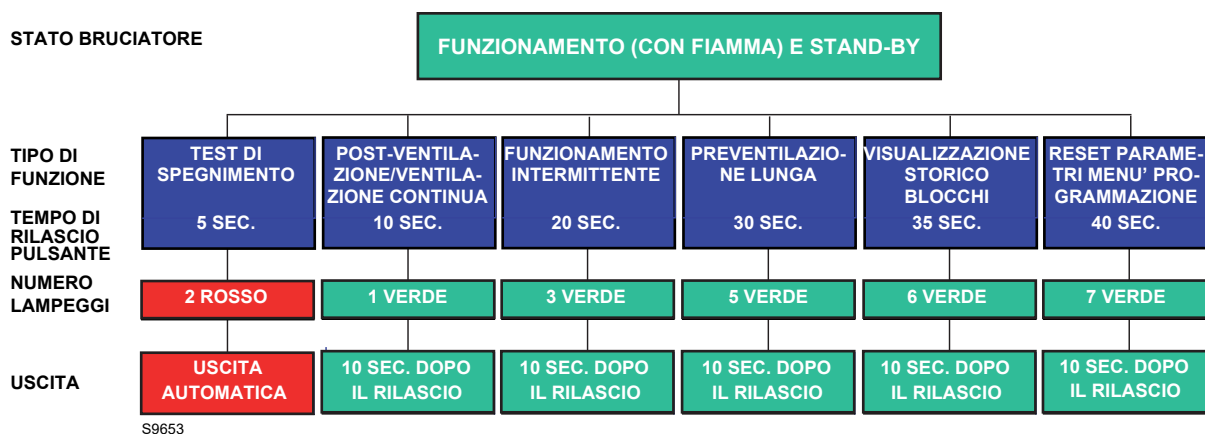 STATO BRUCIATORE
FUNZIONAMENTO (CON FIAMMA) E STAND-BY
TIPO DI
FUNZIONE
TEST DI
SPEGNIMENTO
POST-VENTILA-
ZIONE/VENTILA-
ZIONE CONTINUA
FUNZIONAMENTO
INTERMITTENTE
PREVENTILAZIO-
NE LUNGA
VISUALIZZAZIONE
STORICO
BLOCCHI
RESET PARAME-
TRI MENU’ PRO-
GRAMMAZIONE
TEMPO DI
RILASCIO
PULSANTE
5 SEC.
10 SEC.
20 SEC.
30 SEC.
35 SEC.
40 SEC.
NUMERO
LAMPEGGI
2 ROSSO
1 VERDE
3 VERDE
5 VERDE
6 VERDE
7 VERDE
USCITA
USCITA
AUTOMATICA
10 SEC. DOPO
IL RILASCIO
10 SEC. DOPO
IL RILASCIO
10 SEC. DOPO
IL RILASCIO
10 SEC. DOPO
IL RILASCIO
10 SEC. DOPO
IL RILASCIO
S9653